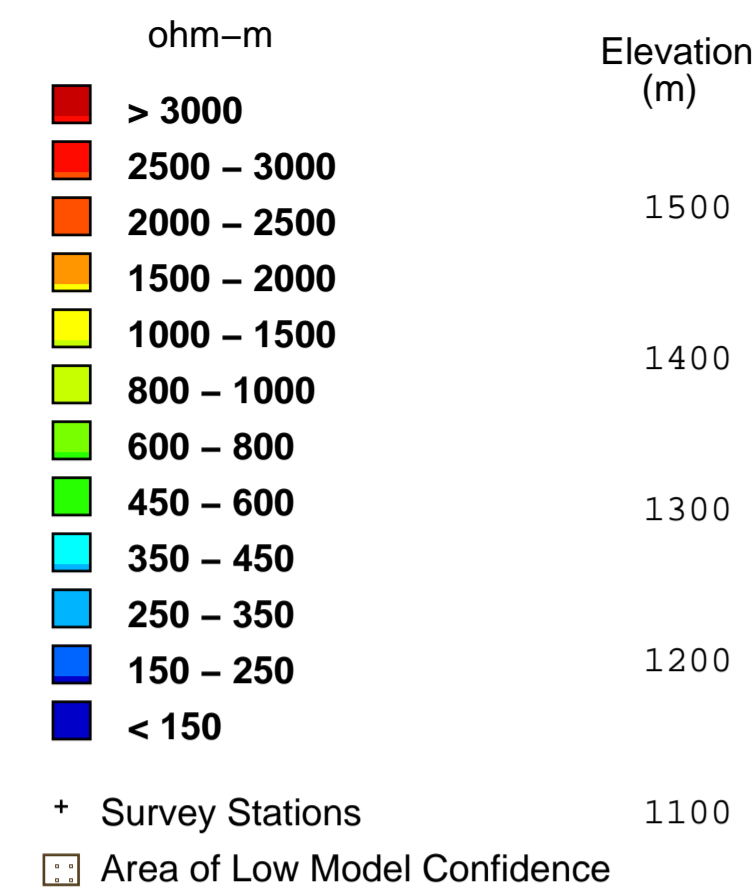 ohm−m
> 3000
2500 − 3000
2000 − 2500
1500 − 2000
1000 − 1500
800 − 1000
600 − 800
450 − 600
350 − 450
250 − 350
150 − 250
< 150
+ Survey Stations
Area of Low Model Confidence
Elevation
(m)
1500
1400
1300
1200
1100